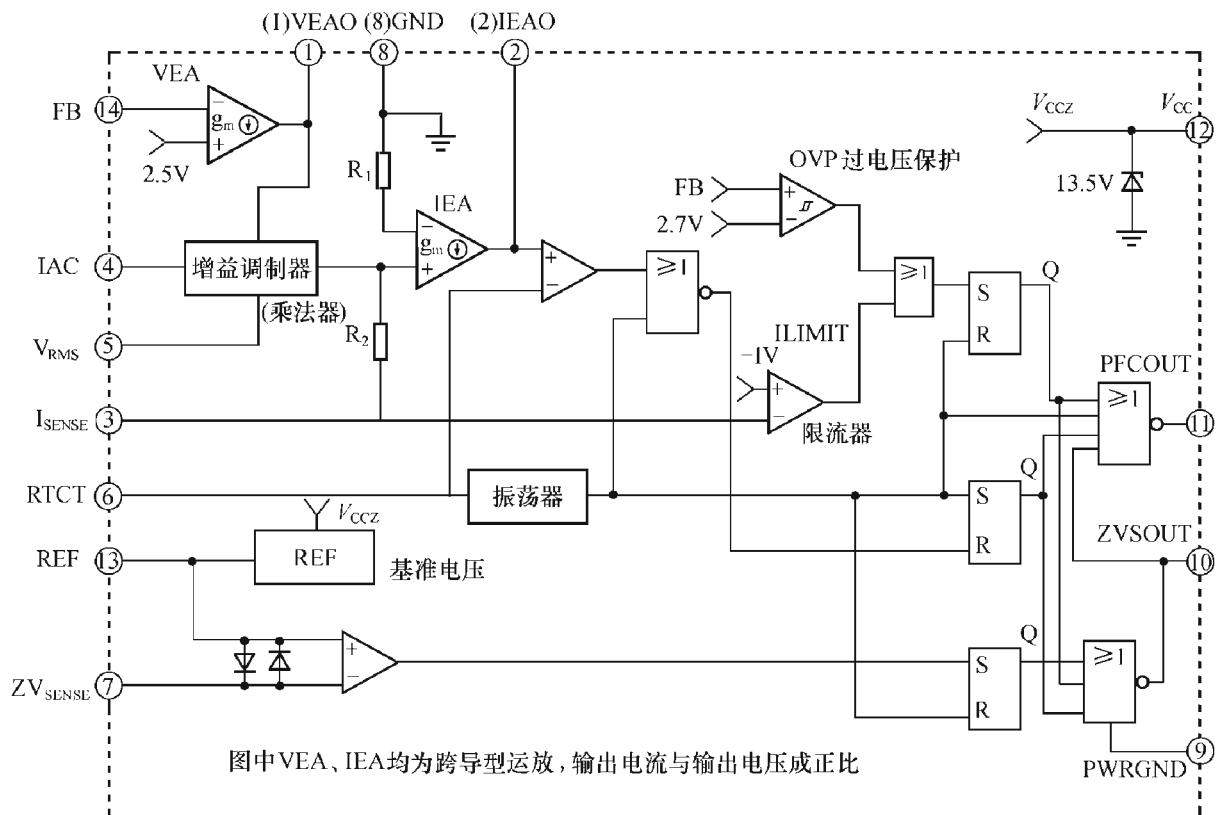 (1)VEAO (8)GND (2)IEAO
1 8 2
VEA
FB 14
gm
− +
2.5V
R1
IEA
gm
− +
OVP 过电压保护
FB
2.7V
+ −
VCCZ VCC
12
13.5V
IAC 4
增益调制器
(乘法器)
VRMS 5
R2
+ −
≥1
≥1
S Q
R
ILIMIT
−1V
+ −
限流器
ISENSE 3
PFCOUT
≥1
11
RTCT 6
振荡器
S Q
R
VCCZ
REF 13
REF
基准电压
ZVSOUT
10
+ −
ZVSENSE 7
S Q
R
≥1
9
PWRGND
图中VEA、IEA均为跨导型运放,输出电流与输出电压成正比